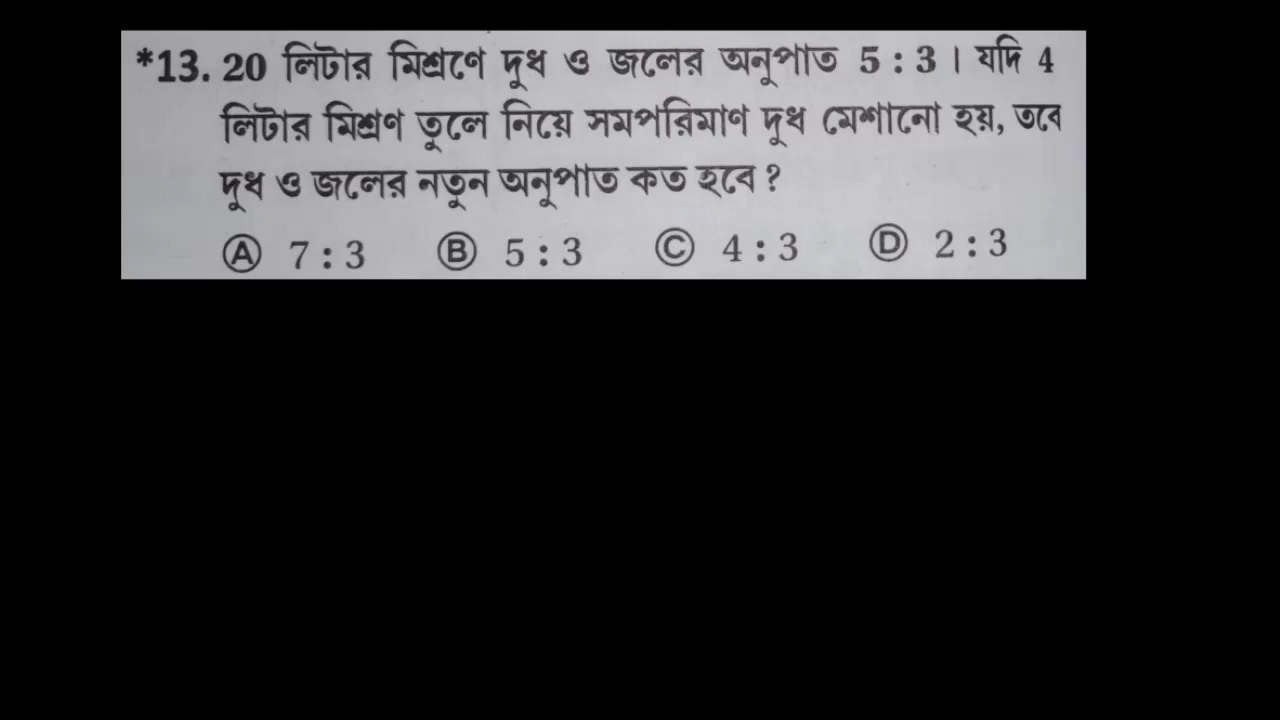 *13. 20 লিটার মিশ্রণে দুধ ও জলের অনুপাত 5 : 3 । যদি 4
লিটার মিশ্রণ তুলে নিয়ে সমপরিমাণ দুধ মেশানো হয়, তবে
দুধ ও জলের নতুন অনুপাত কত হবে ?
Ⓐ 7 : 3 Ⓑ 5 : 3 Ⓒ 4 : 3 Ⓓ 2 : 3